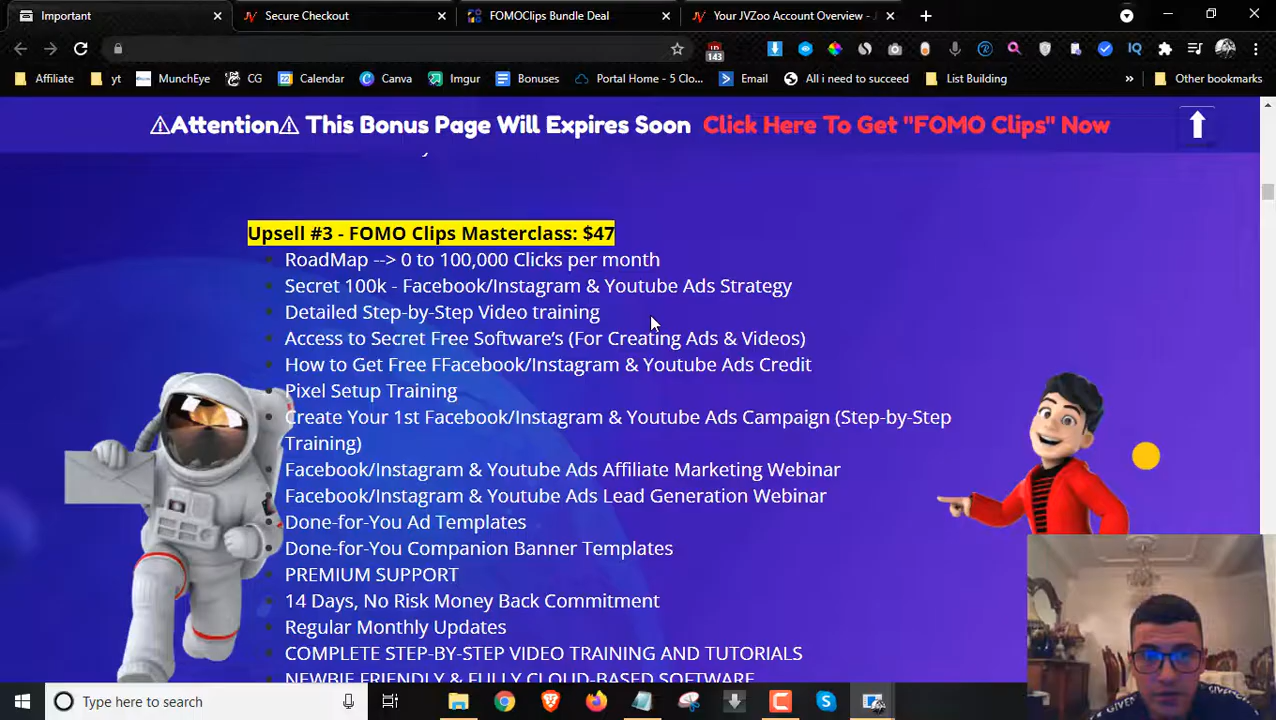 Important
Secure Checkout
FOMOClips Bundle Deal
Your JVZoo Account Overview -
143
IQ
Affiliate
yt
MunchEye
CG
Calendar
Canva
Imgur
Bonuses
Portal Home - 5 Clo...
Email
All i need to succeed
List Building
»
Other bookmarks
⚠Attention⚠ This Bonus Page Will Expires Soon Click Here To Get "FOMO Clips" Now
Upsell #3 - FOMO Clips Masterclass: $47
RoadMap --> 0 to 100,000 Clicks per month
Secret 100k - Facebook/Instagram & Youtube Ads Strategy
Detailed Step-by-Step Video training
Access to Secret Free Software’s (For Creating Ads & Videos)
How to Get Free FFacebook/Instagram & Youtube Ads Credit
Pixel Setup Training
Create Your 1st Facebook/Instagram & Youtube Ads Campaign (Step-by-Step
Training)
Facebook/Instagram & Youtube Ads Affiliate Marketing Webinar
Facebook/Instagram & Youtube Ads Lead Generation Webinar
Done-for-You Ad Templates
Done-for-You Companion Banner Templates
PREMIUM SUPPORT
14 Days, No Risk Money Back Commitment
Regular Monthly Updates
COMPLETE STEP-BY-STEP VIDEO TRAINING AND TUTORIALS
NEWBIE FRIENDLY & FULLY CLOUD-BASED SOFTWARE
Type here to search